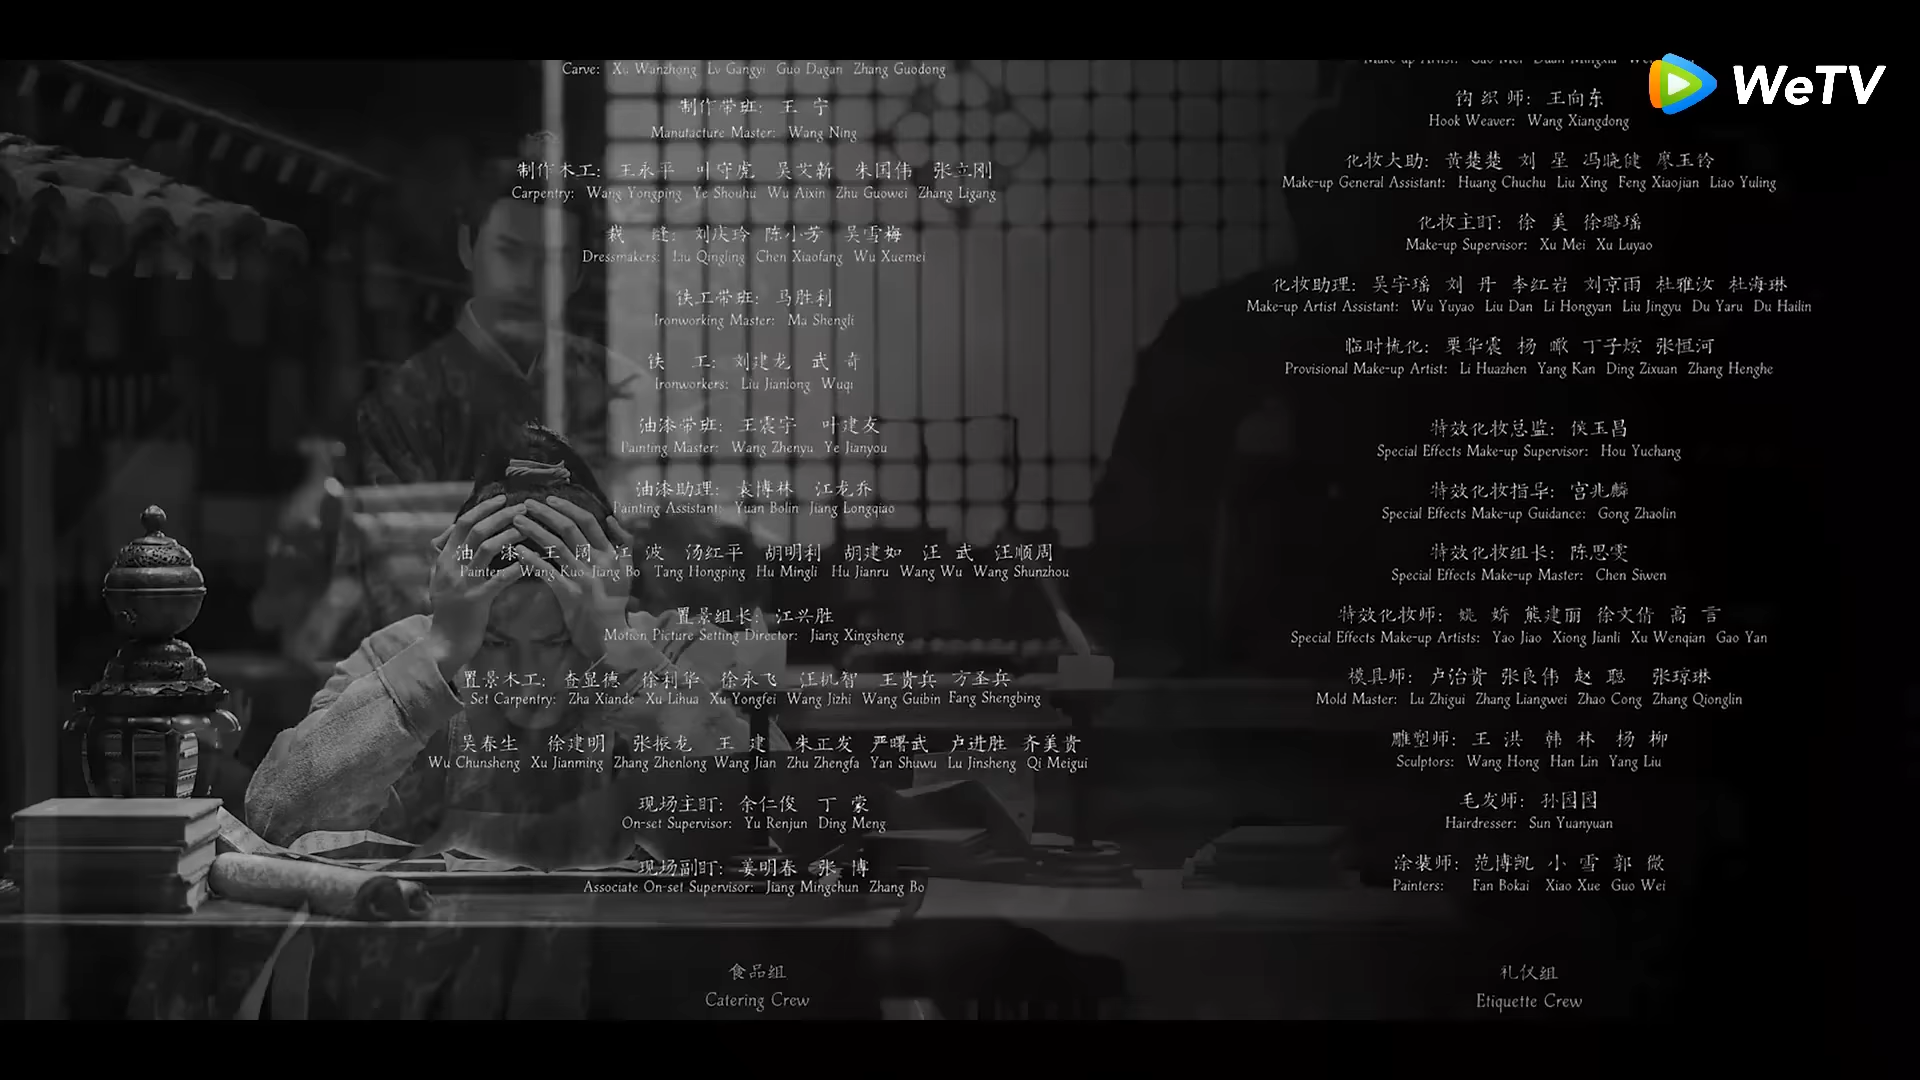 Carve: Xu Wanzhong Lv Gangyi Guo Dagan Zhang Guodong
制作带班: 王 宁
Manufacture Master: Wang Ning
制作木工: 王永平 叶守虎 吴艾新 朱国伟 张立刚
Carpentry: Wang Yongping Ye Shouhu Wu Aixin Zhu Guowei Zhang Ligang
裁 缝: 刘庆玲 陈小芳 吴雪梅
Dressmakers: Liu Qingling Chen Xiaofang Wu Xuemei
铁工带班: 马胜利
Ironworking Master: Ma Shengli
铁 工: 刘建龙 武 奇
Ironworkers: Liu Jianlong Wuqi
油漆带班: 王震宇 叶建友
Painting Master: Wang Zhenyu Ye Jianyou
油漆助理: 袁博林 江龙乔
Painting Assistant: Yuan Bolin Jiang Longqiao
油 漆: 王 阔 江 波 汤红平 胡明利 胡建如 汪 武 汪顺周
Painter: Wang Kuo Jiang Bo Tang Hongping Hu Mingli Hu Jianru Wang Wu Wang Shunzhou
置景组长: 江兴胜
Motion Picture Setting Director: Jiang Xingsheng
置景木工: 查显德 徐利华 徐永飞 汪机智 王贵兵 方圣兵
Set Carpentry: Zha Xiande Xu Lihua Xu Yongfei Wang Jizhi Wang Guibin Fang Shengbing
吴春生 徐建明 张振龙 王 建 朱正发 严曙武 卢进胜 齐美贵
Wu Chunsheng Xu Jianming Zhang Zhenlong Wang Jian Zhu Zhengfa Yan Shuwu Lu Jinsheng Qi Meigui
现场主盯: 余仁俊 丁 蒙
On-set Supervisor: Yu Renjun Ding Meng
现场副盯: 姜明春 张 博
Associate On-set Supervisor: Jiang Mingchun Zhang Bo
食品组
Catering Crew
WeTV
钩 织 师: 王向东
Hook Weaver: Wang Xiangdong
化妆大助: 黄楚楚 刘 星 冯晓健 廖玉铃
Make-up General Assistant: Huang Chuchu Liu Xing Feng Xiaojian Liao Yuling
化妆主盯: 徐 美 徐璐瑶
Make-up Supervisor: Xu Mei Xu Luyao
化妆助理: 吴宇瑶 刘 丹 李红岩 刘京雨 杜雅汝 杜海琳
Make-up Artist Assistant: Wu Yuyao Liu Dan Li Hongyan Liu Jingyu Du Yaru Du Hailin
临时梳化: 栗华震 杨 瞰 丁子炫 张恒河
Provisional Make-up Artist: Li Huazhen Yang Kan Ding Zixuan Zhang Henghe
特效化妆总监: 侯玉昌
Special Effects Make-up Supervisor: Hou Yuchang
特效化妆指导: 宫兆麟
Special Effects Make-up Guidance: Gong Zhaolin
特效化妆组长: 陈思雯
Special Effects Make-up Master: Chen Siwen
特效化妆师: 姚 娇 熊建丽 徐文倩 高 言
Special Effects Make-up Artists: Yao Jiao Xiong Jianli Xu Wenqian Gao Yan
模具师: 卢治贵 张良伟 赵 聪 张琼琳
Mold Master: Lu Zhigui Zhang Liangwei Zhao Cong Zhang Qionglin
雕塑师: 王 洪 韩 林 杨 柳
Sculptors: Wang Hong Han Lin Yang Liu
毛发师: 孙园园
Hairdresser: Sun Yuanyuan
涂装师: 范博凯 小 雪 郭 微
Painters: Fan Bokai Xiao Xue Guo Wei
礼仪组
Etiquette Crew